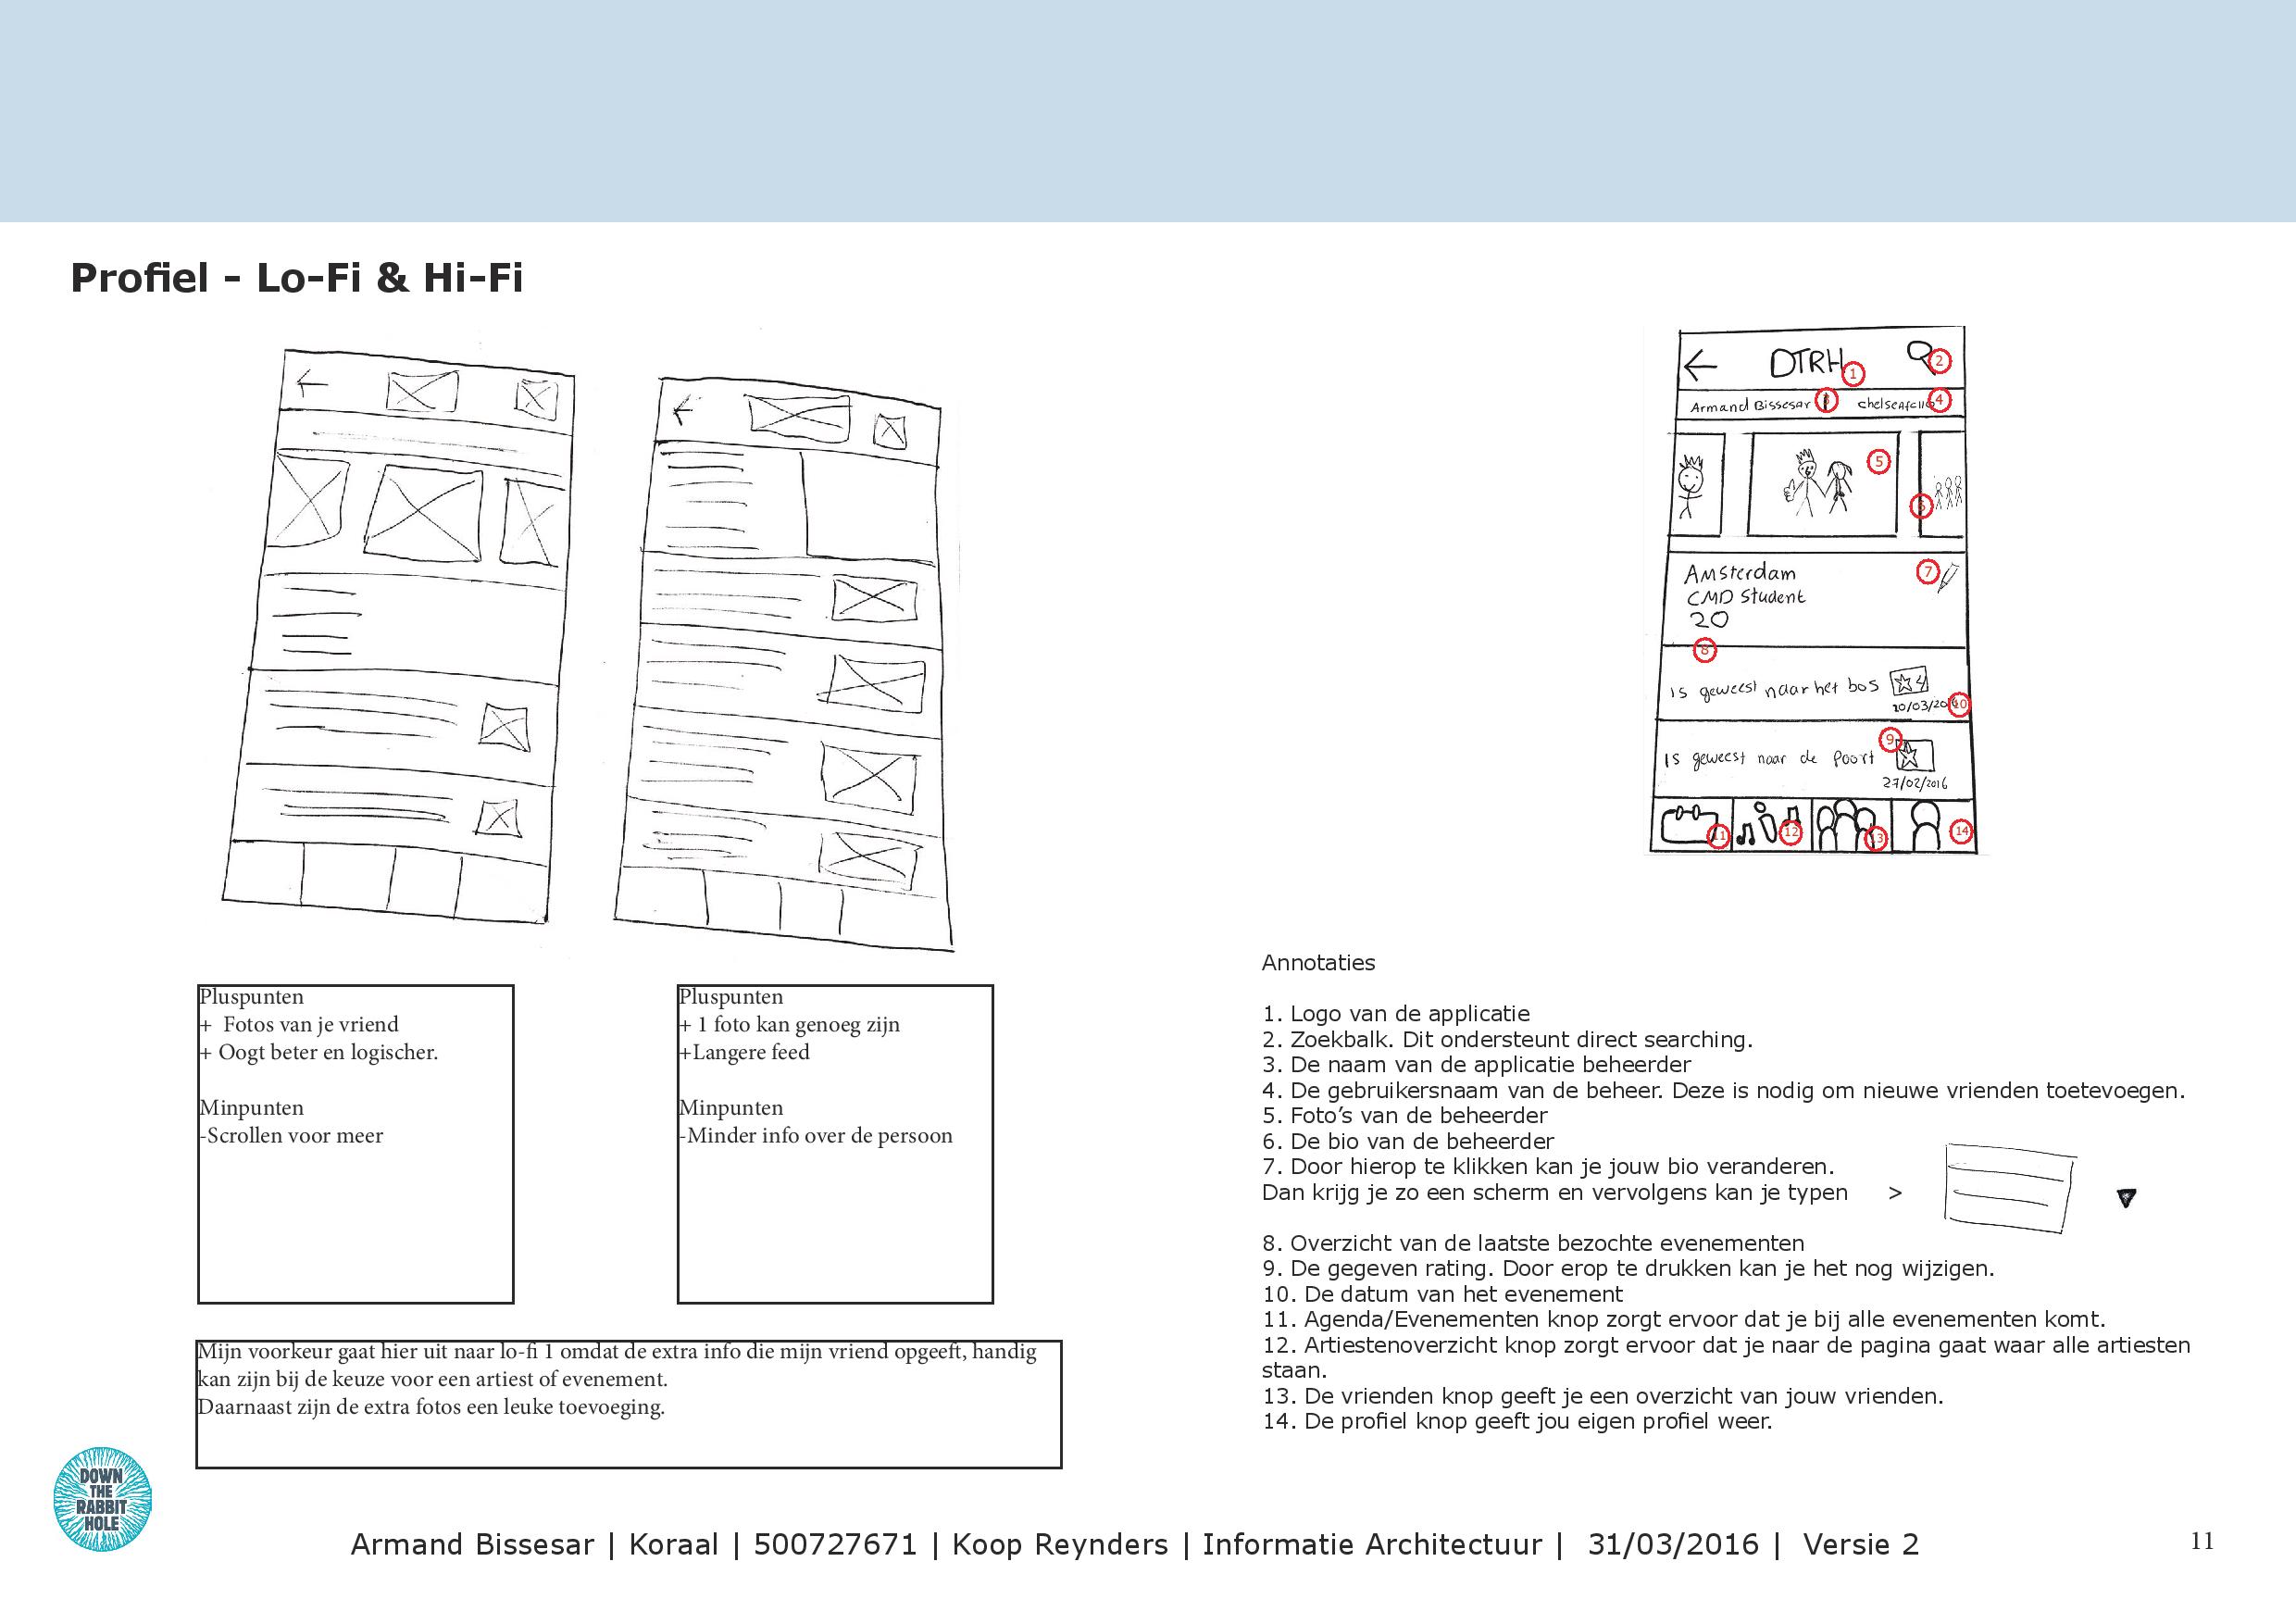 Profiel - Lo-Fi & Hi-Fi
Pluspunten
+ Fotos van je vriend
+ Oogt beter en logischer.
Minpunten
-Scrollen voor meer
Pluspunten
+ 1 foto kan genoeg zijn
+Langere feed
Minpunten
-Minder info over de persoon
Mijn voorkeur gaat hier uit naar lo-fi 1 omdat de extra info die mijn vriend opgeeft, handig
kan zijn bij de keuze voor een artiest of evenement.
Daarnaast zijn de extra fotos een leuke toevoeging.
DTRH 1 2
Armand Bissesar 4
5
6
Amsterdam 7
CMD Student
20
8
is geweest naar het bos 4
10
9
is geweest naar de Poort
27/02/2016
11 12 13 14
Annotaties
1. Logo van de applicatie
2. Zoekbalk. Dit ondersteunt direct searching.
3. De naam van de applicatie beheerder
4. De gebruikersnaam van de beheer. Deze is nodig om nieuwe vrienden toetevoegen.
5. Foto’s van de beheerder
6. De bio van de beheerder
7. Door hierop te klikken kan je jouw bio veranderen.
Dan krijg je zo een scherm en vervolgens kan je typen >
8. Overzicht van de laatste bezochte evenementen
9. De gegeven rating. Door erop te drukken kan je het nog wijzigen.
10. De datum van het evenement
11. Agenda/Evenementen knop zorgt ervoor dat je bij alle evenementen komt.
12. Artiestenoverzicht knop zorgt ervoor dat je naar de pagina gaat waar alle artiesten
staan.
13. De vrienden knop geeft je een overzicht van jouw vrienden.
14. De profiel knop geeft jou eigen profiel weer.
DOWN
THE
RABBIT
HOLE
Armand Bissesar | Koraal | 500727671 | Koop Reynders | Informatie Architectuur | 31/03/2016 | Versie 2
11